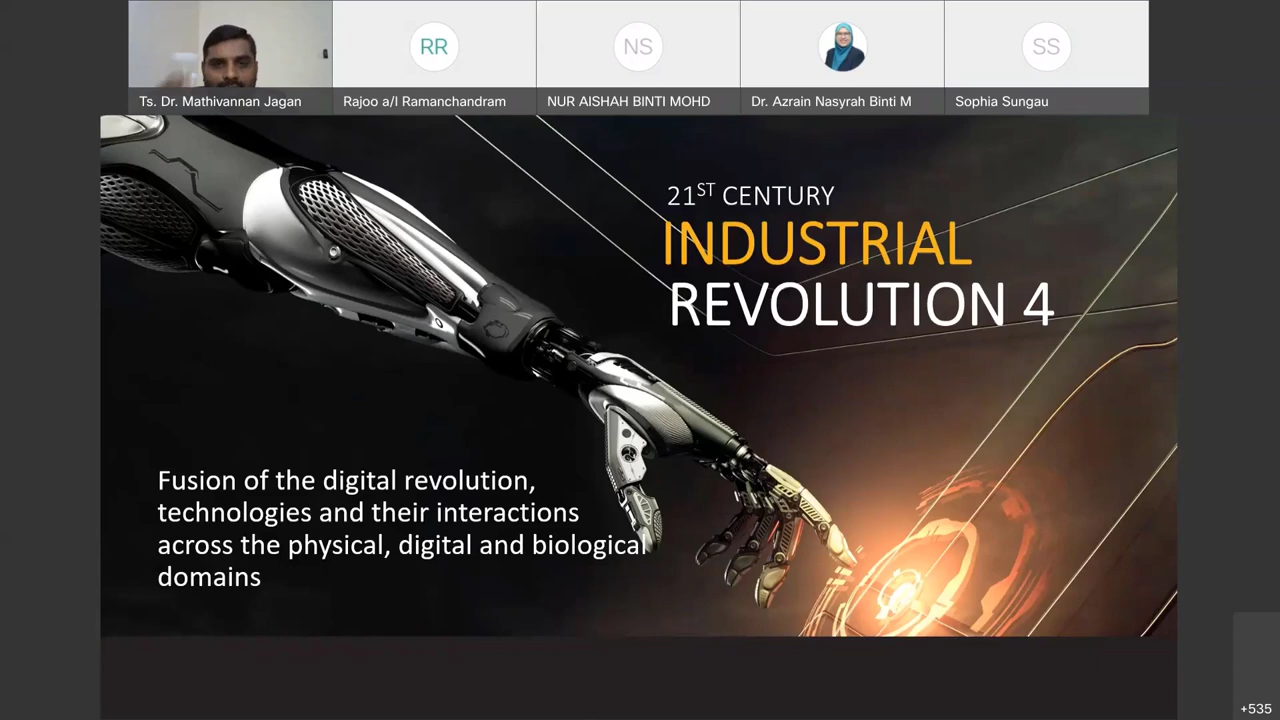 RR
NS
SS
Ts. Dr. Mathivannan Jagan
Rajoo a/l Ramanchandram
NUR AISHAH BINTI MOHD
Dr. Azrain Nasyrah Binti M
Sophia Sungau
21ST CENTURY
INDUSTRIAL
REVOLUTION 4
Fusion of the digital revolution,
technologies and their interactions
across the physical, digital and biological
domains
+535